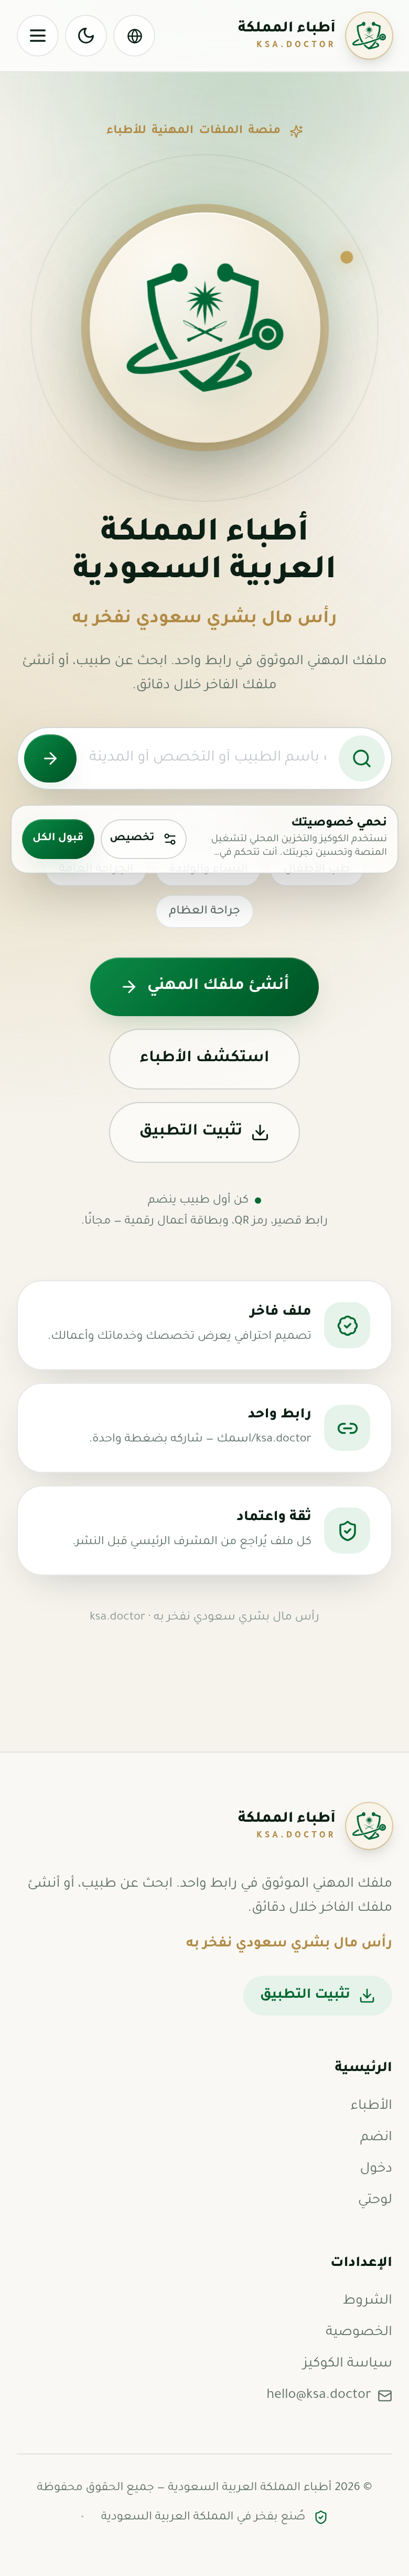 أطباء المملكة
KSA.DOCTOR
منصة الملفات المهنية للأطباء
أطباء المملكة
العربية السعودية
رأس مال بشري سعودي نفخر به
ملفك المهني الموثوق في رابط واحد. ابحث عن طبيب، أو أنشئ
ملفك الفاخر خلال دقائق.
باسم الطبيب أو التخصص أو المدينة
نحمي خصوصيتك
نستخدم الكوكيز والتخزين المحلي لتشغيل
المنصة وتحسين تجربتك. أنت تتحكم في...
تخصيص
قبول الكل
جراحة العظام
أنشئ ملفك المهني
استكشف الأطباء
تثبيت التطبيق
كن أول طبيب ينضم
رابط قصير، رمز QR، وبطاقة أعمال رقمية — مجانًا.
ملف فاخر
تصميم احترافي يعرض تخصصك وخدماتك وأعمالك.
رابط واحد
ksa.doctor/اسمك — شاركه بضغطة واحدة.
ثقة واعتماد
كل ملف يُراجع من المشرف الرئيسي قبل النشر.
رأس مال بشري سعودي نفخر به · ksa.doctor
أطباء المملكة
KSA.DOCTOR
ملفك المهني الموثوق في رابط واحد. ابحث عن طبيب، أو أنشئ
ملفك الفاخر خلال دقائق.
رأس مال بشري سعودي نفخر به
تثبيت التطبيق
الرئيسية
الأطباء
انضم
دخول
لوحتي
الإعدادات
الشروط
الخصوصية
سياسة الكوكيز
hello@ksa.doctor
© 2026 أطباء المملكة العربية السعودية — جميع الحقوق محفوظة
صُنع بفخر في المملكة العربية السعودية ·